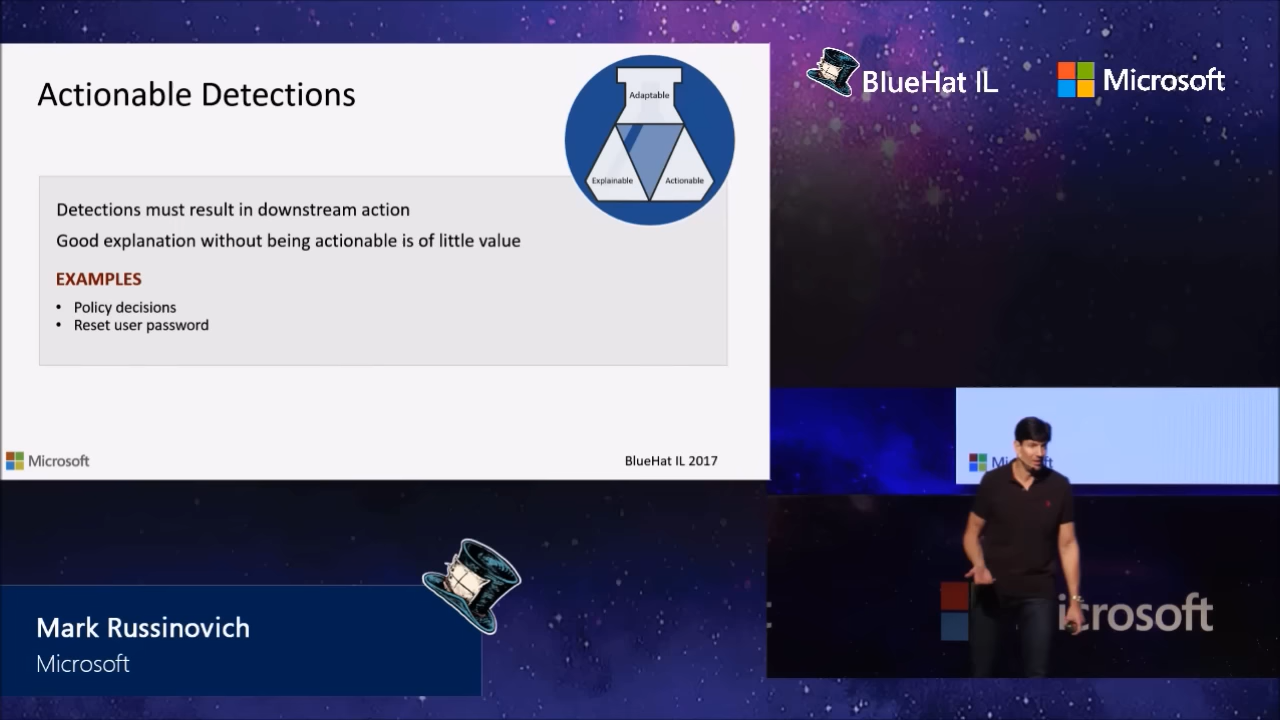 Actionable Detections
Adaptable
Explainable
Actionable
Detections must result in downstream action
Good explanation without being actionable is of little value
EXAMPLES
• Policy decisions
• Reset user password
Microsoft
BlueHat IL 2017
BlueHat IL
Microsoft
Mark Russinovich
Microsoft
icrosoft